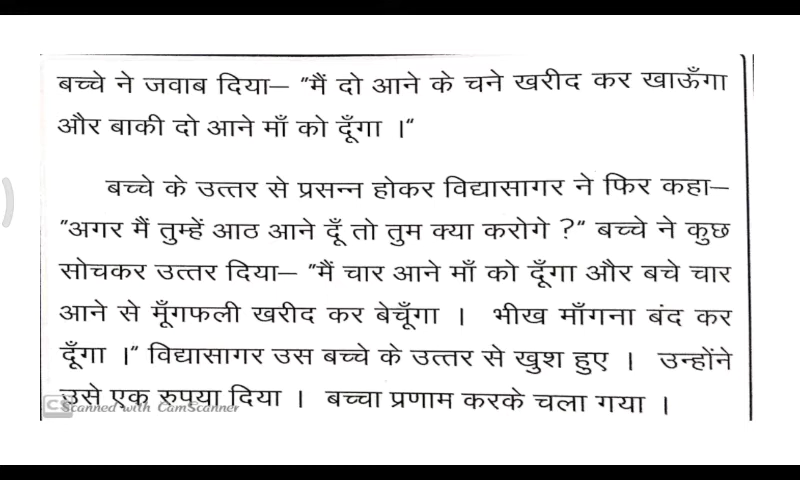 बच्चे ने जवाब दिया— "मैं दो आने के चने खरीद कर खाऊँगा
और बाकी दो आने माँ को दूँगा ।"
बच्चे के उत्तर से प्रसन्न होकर विद्यासागर ने फिर कहा—
"अगर मैं तुम्हें आठ आने दूँ तो तुम क्या करोगे ?" बच्चे ने कुछ
सोचकर उत्तर दिया— "मैं चार आने माँ को दूँगा और बचे चार
आने से मूँगफली खरीद कर बेचूँगा । भीख माँगना बंद कर
दूँगा ।" विद्यासागर उस बच्चे के उत्तर से खुश हुए । उन्होंने
उसे एक रुपया दिया । बच्चा प्रणाम करके चला गया ।
CS Scanned with CamScanner